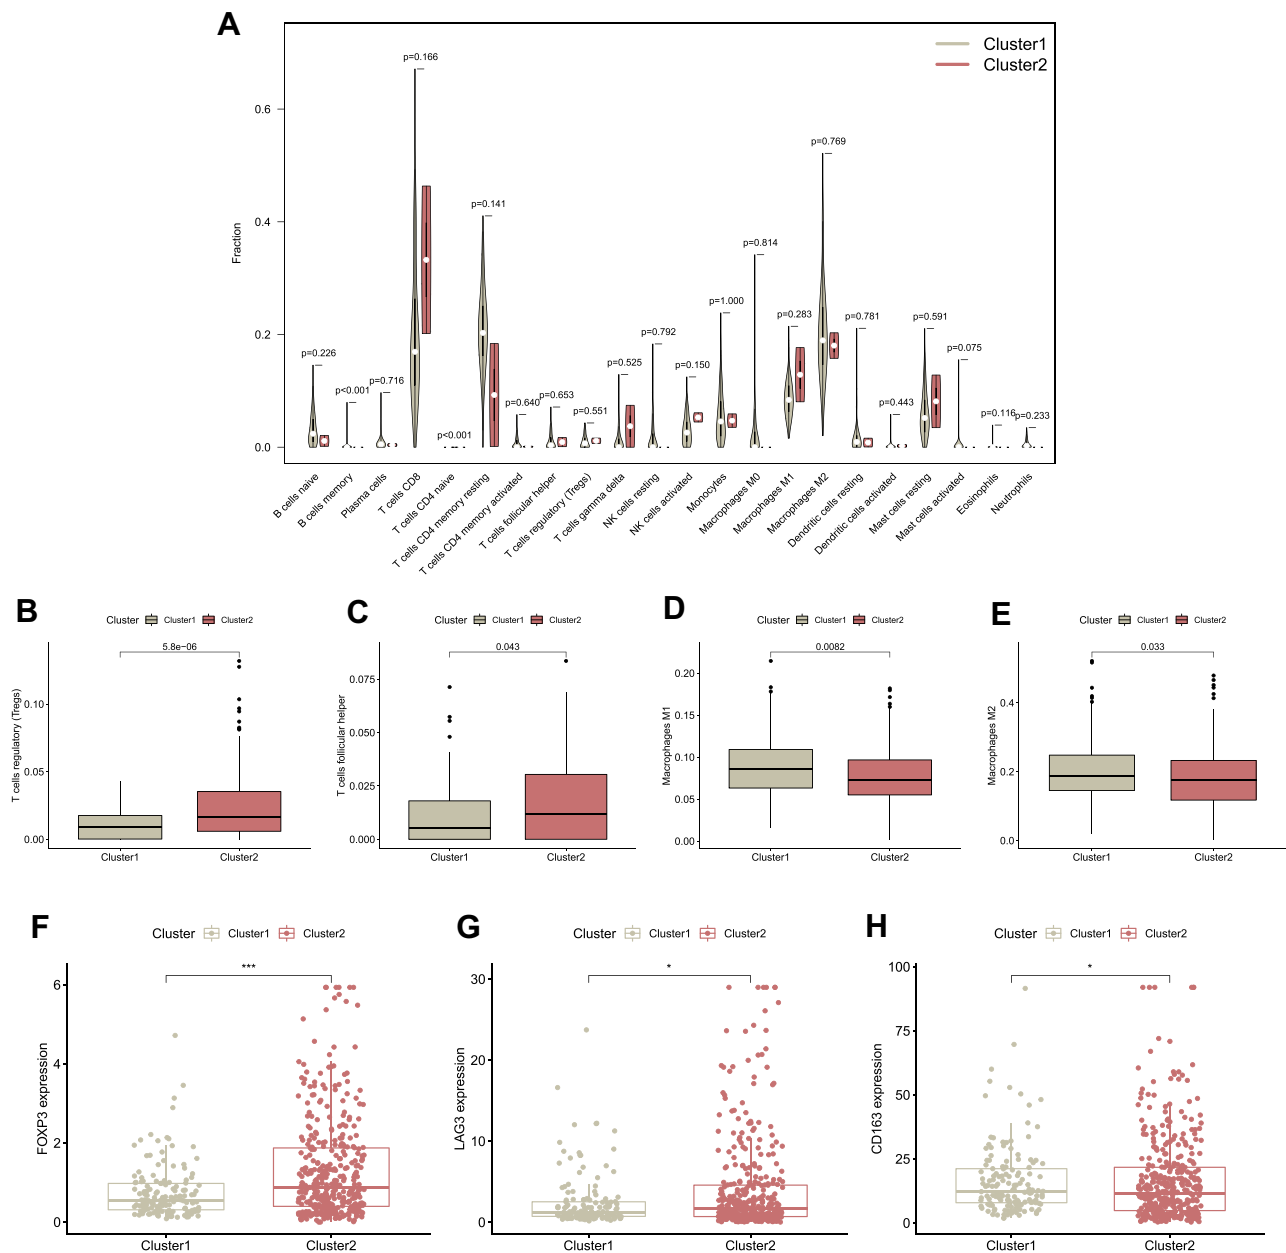 A
Cluster1
Cluster2
Fraction
0.6
0.4
0.2
0.0
p=0.226
p<0.001
p=0.716
p=0.166
p<0.001
p=0.141
p=0.640
p=0.653
p=0.551
p=0.525
p=0.792
p=0.150
p=1.000
p=0.814
p=0.283
p=0.769
p=0.781
p=0.443
p=0.591
p=0.075
p=0.116
p=0.233
B cells naive
B cells memory
Plasma cells
T cells CD8
T cells CD4 naive
T cells CD4 memory resting
T cells CD4 memory activated
T cells follicular helper
T cells regulatory (Tregs)
T cells gamma delta
NK cells resting
NK cells activated
Monocytes
Macrophages M0
Macrophages M1
Macrophages M2
Dendritic cells resting
Dendritic cells activated
Mast cells resting
Mast cells activated
Eosinophils
Neutrophils
B
Cluster Cluster1 Cluster2
5.8e−06
T cells regulatory (Tregs)
0.10
0.05
0.00
Cluster1 Cluster2
C
Cluster Cluster1 Cluster2
0.043
T cells follicular helper
0.075
0.050
0.025
0.000
Cluster1 Cluster2
D
Cluster Cluster1 Cluster2
0.0082
Macrophages M1
0.20
0.15
0.10
0.05
0.00
Cluster1 Cluster2
E
Cluster Cluster1 Cluster2
0.033
Macrophages M2
0.4
0.2
0.0
Cluster1 Cluster2
F
Cluster Cluster1 Cluster2
***
FOXP3 expression
6
4
2
0
Cluster1 Cluster2
G
Cluster Cluster1 Cluster2
*
LAG3 expression
30
20
10
0
Cluster1 Cluster2
H
Cluster Cluster1 Cluster2
*
CD163 expression
100
75
50
25
0
Cluster1 Cluster2